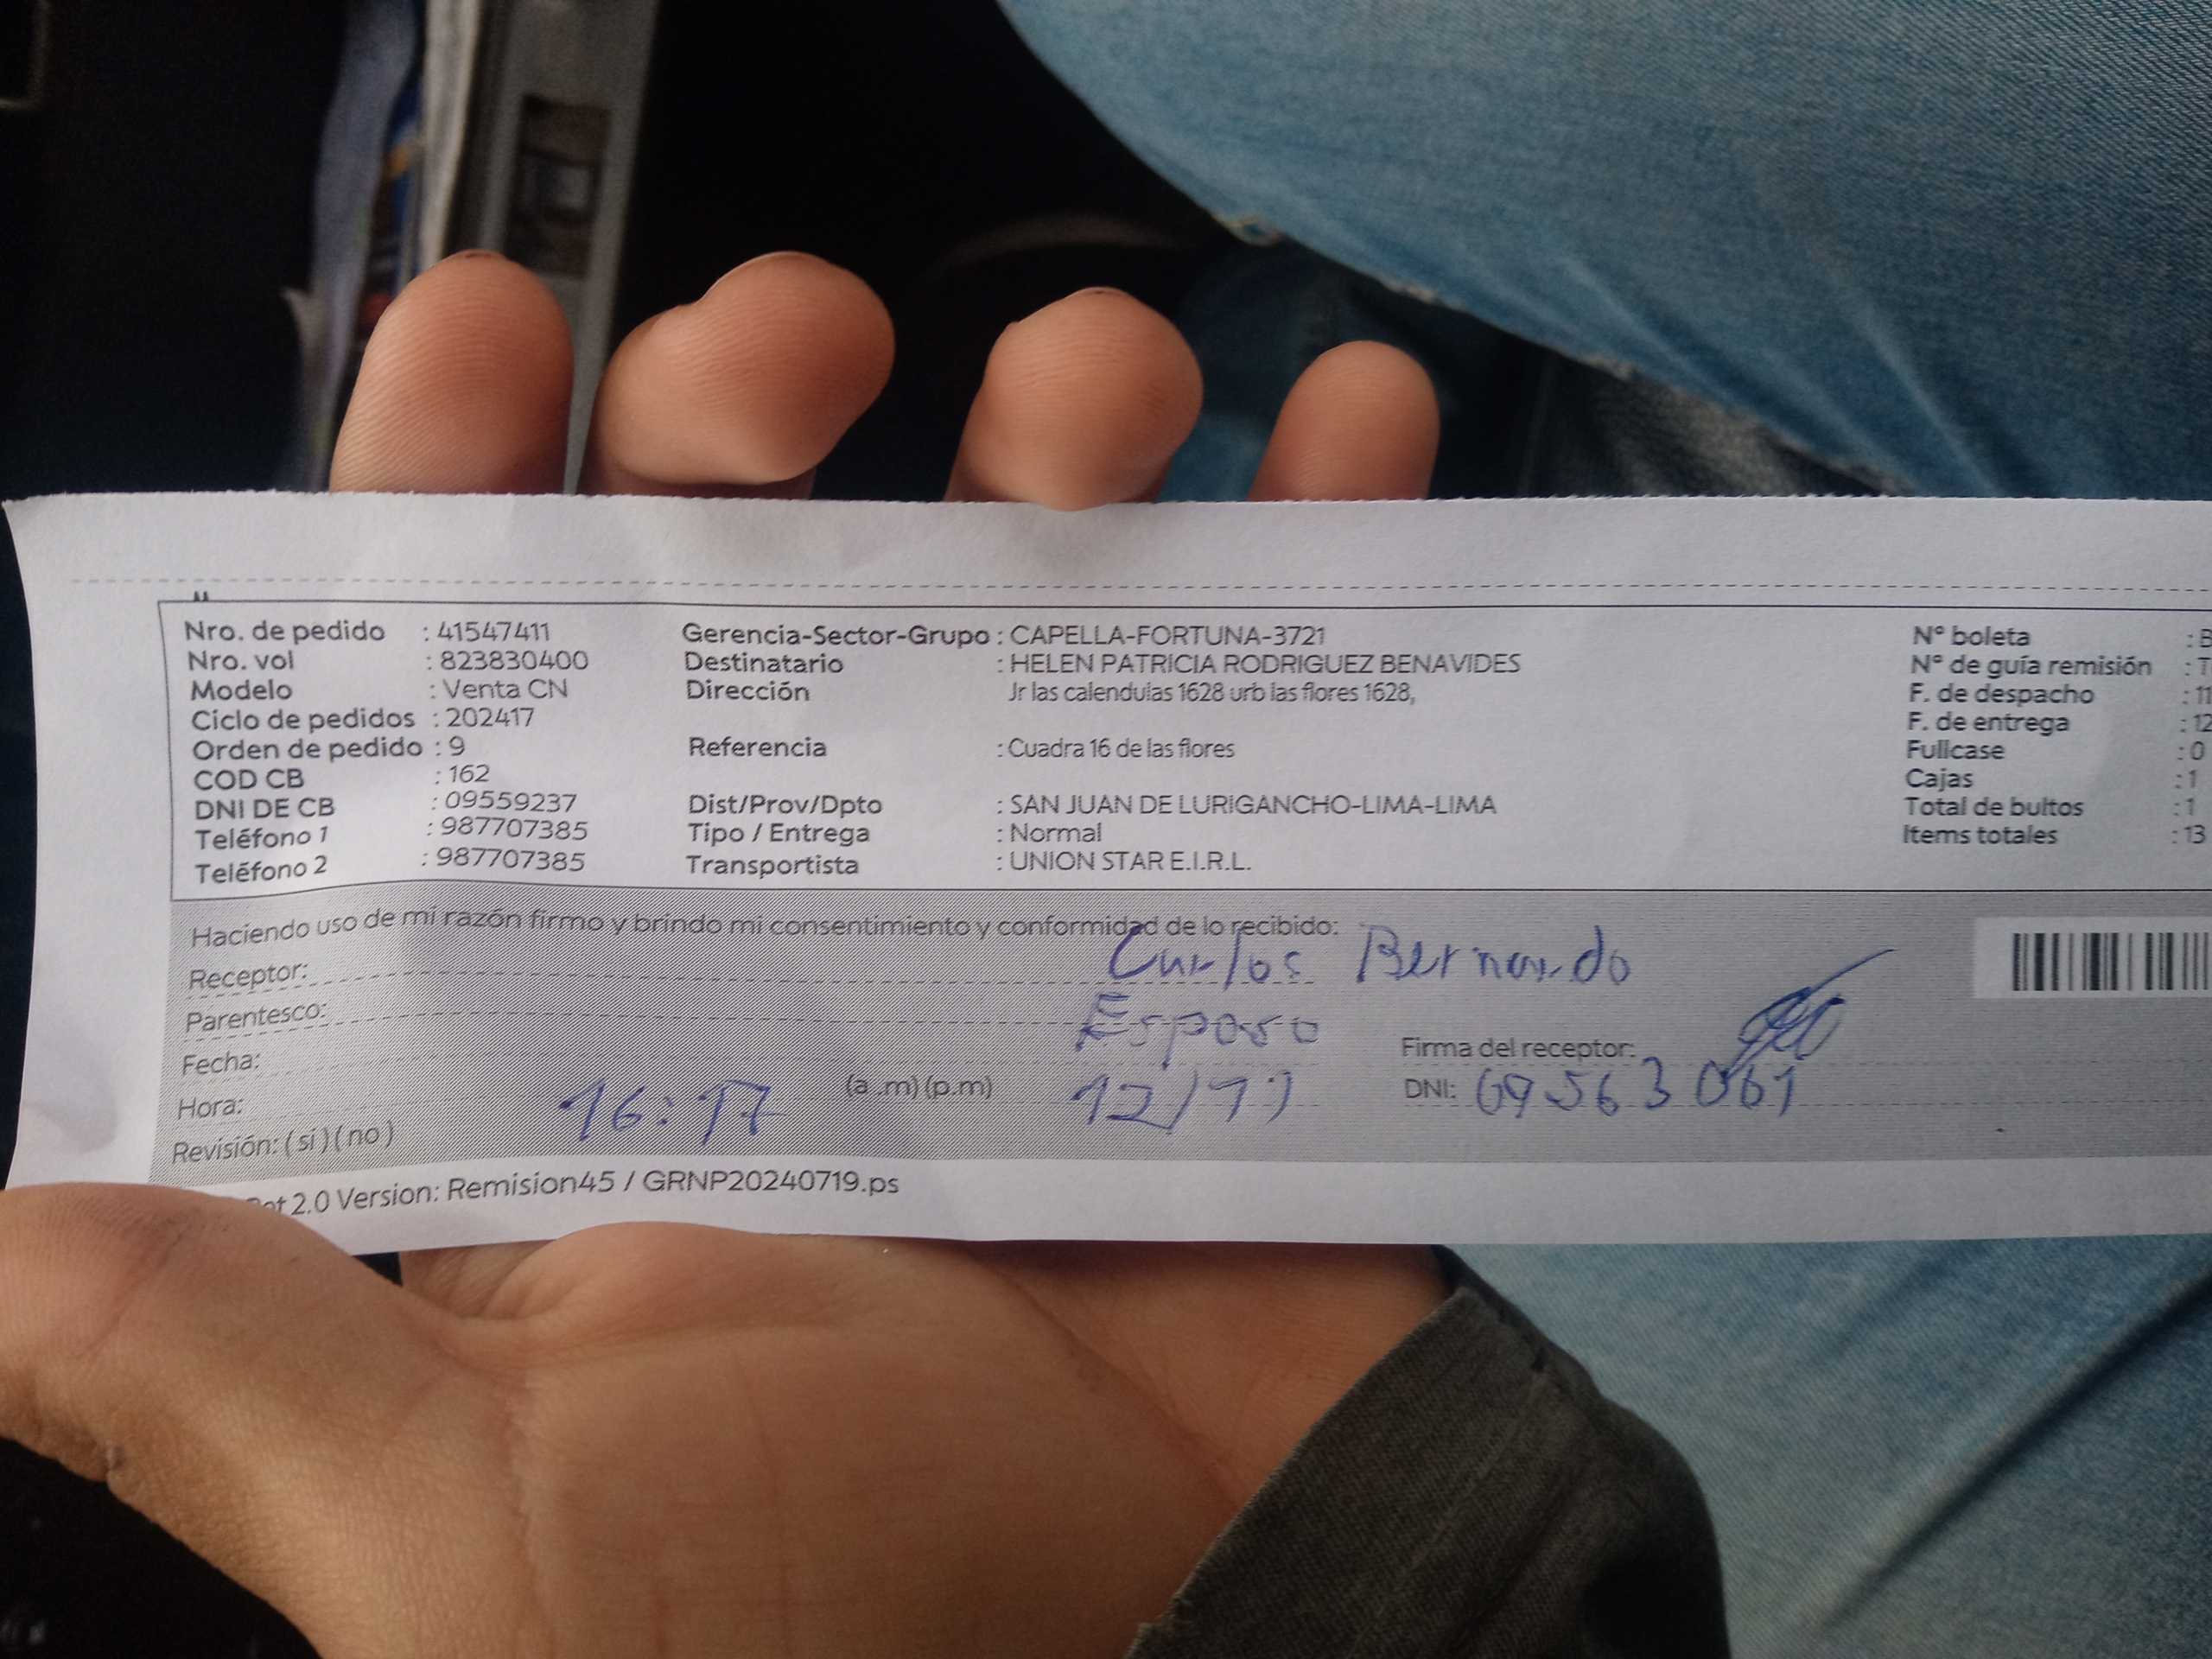 Nro. de pedido : 41547411
Nro. vol : 823830400
Modelo : Venta CN
Ciclo de pedidos : 202417
Orden de pedido : 9
COD CB : 162
DNI DE CB : 09559237
Teléfono 1 : 987707385
Teléfono 2 : 987707385
Gerencia-Sector-Grupo : CAPELLA-FORTUNA-3721
Destinatario : HELEN PATRICIA RODRIGUEZ BENAVIDES
Dirección Jr las calendulas 1628 urb las flores 1628,
Referencia : Cuadra 16 de las flores
Dist/Prov/Dpto : SAN JUAN DE LURIGANCHO-LIMA-LIMA
Tipo / Entrega : Normal
Transportista : UNION STAR E.I.R.L.
N° boleta : B
N° de guía remisión : T
F. de despacho : 11
F. de entrega : 12
Fullcase : 0
Cajas : 1
Total de bultos : 1
Items totales : 13
Haciendo uso de mi razón firmo y brindo mi consentimiento y conformidad de lo recibido:
Receptor: Carlos Bernardo
Parentesco: Esposo
Fecha:
Firma del receptor:
Hora: 16:17 (a.m)(p.m) 12/11
DNI: 09563061
Revisión: (si)(no)
2.0 Version: Remision45 / GRNP20240719.ps